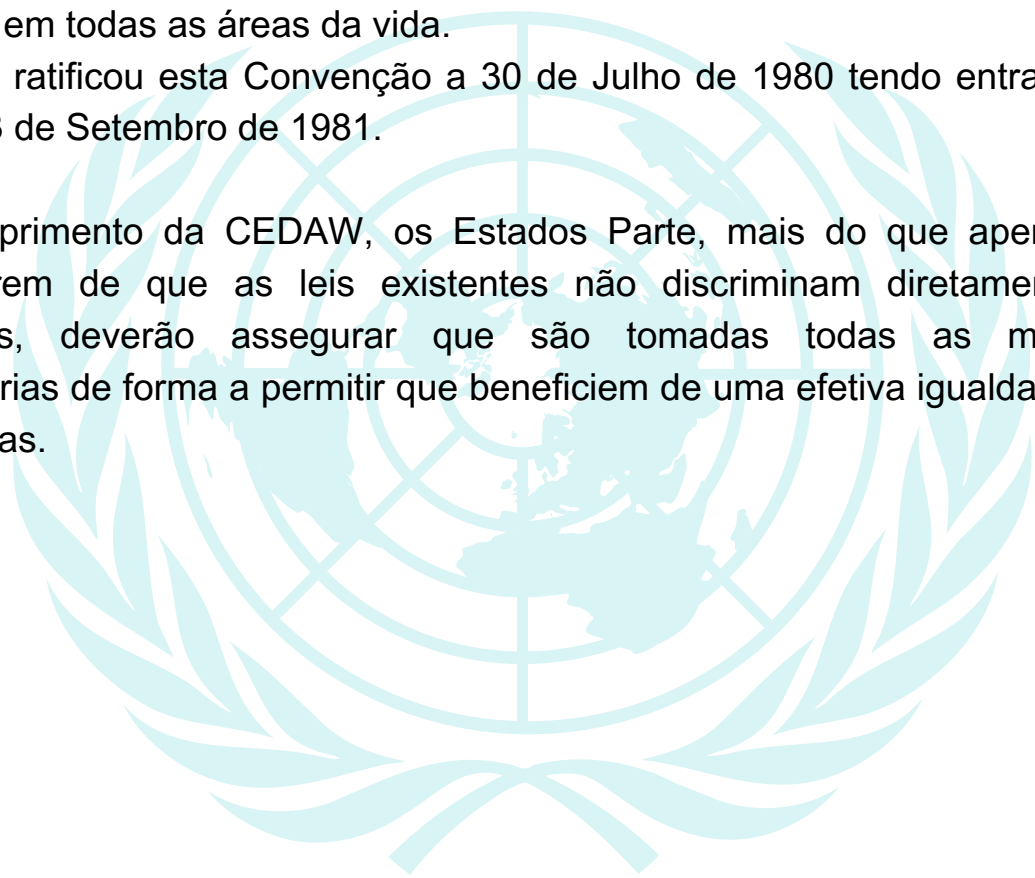 em todas as áreas da vida.
ratificou esta Convenção a 30 de Julho de 1980 tendo entra
de Setembro de 1981.
primento da CEDAW, os Estados Parte, mais do que aper
rem de que as leis existentes não discriminam diretamer
s, deverão assegurar que são tomadas todas as m
rias de forma a permitir que beneficiem de uma efetiva igualda
as.